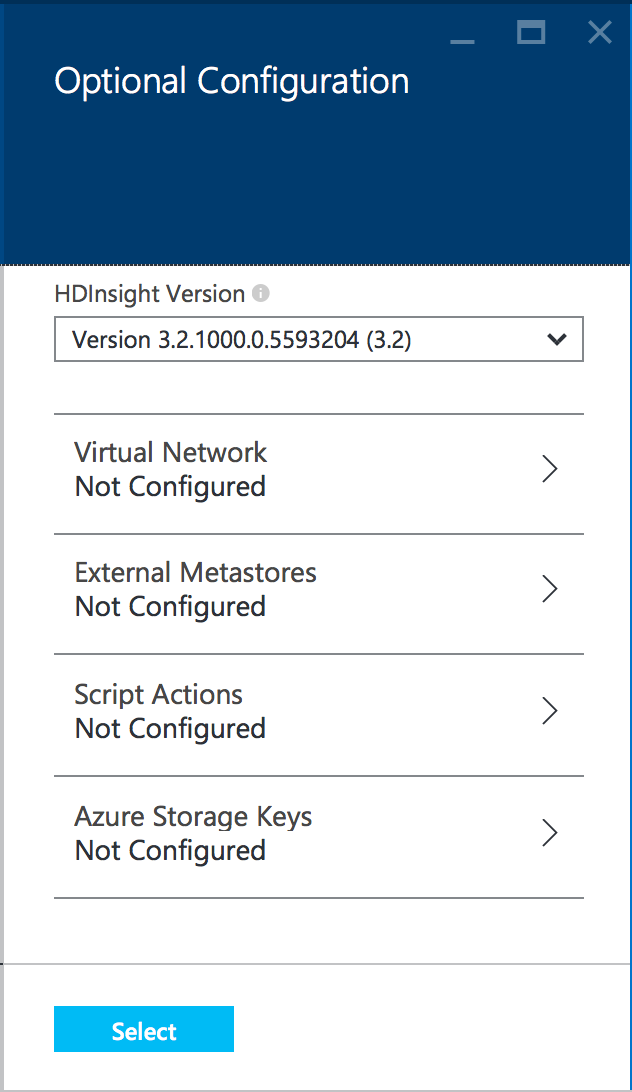 Optional Configuration
HDInsight Version
Version 3.2.1000.0.5593204 (3.2)
Virtual Network
Not Configured
External Metastores
Not Configured
Script Actions
Not Configured
Azure Storage Keys
Not Configured
Select